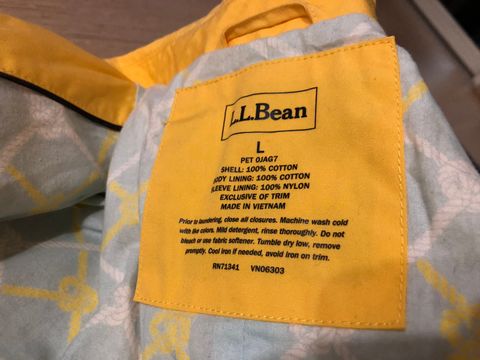 L.L.Bean
L
PET 0JAG7
SHELL: 100% COTTON
BODY LINING: 100% COTTON
SLEEVE LINING: 100% NYLON
EXCLUSIVE OF TRIM
MADE IN VIETNAM
Prior to laundering, close all closures. Machine wash cold
with like colors. Mild detergent, rinse thoroughly. Do not
bleach or use fabric softener. Tumble dry low, remove
promptly. Cool iron if needed, avoid iron on trim.
RN71341 VN06303